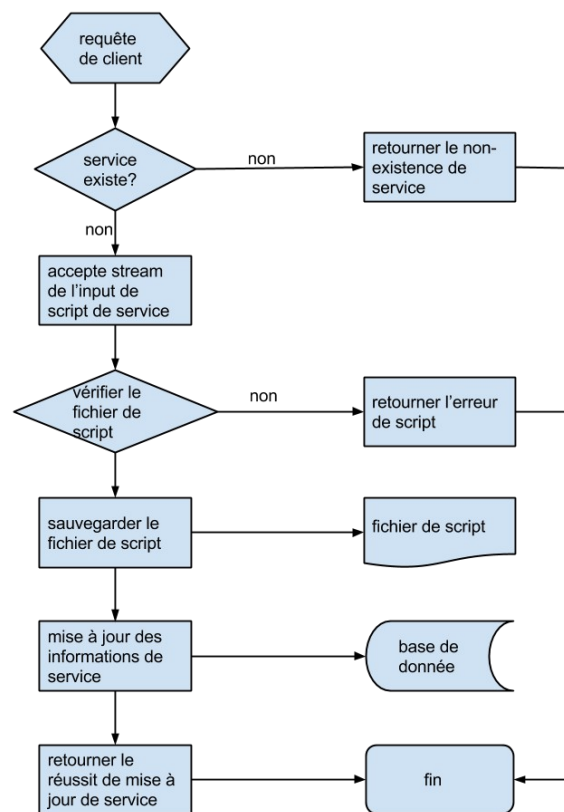 requête
de client
service
existe?
non
retourner le non-
existence de
service
non
accepte stream
de l'input de
script de service
vérifier le
fichier de
script
non
retourner l'erreur
de script
sauvegarder le
fichier de script
fichier de script
mise à jour des
informations de
service
base de
donnée
retourner le
réussit de mise à
jour de service
fin